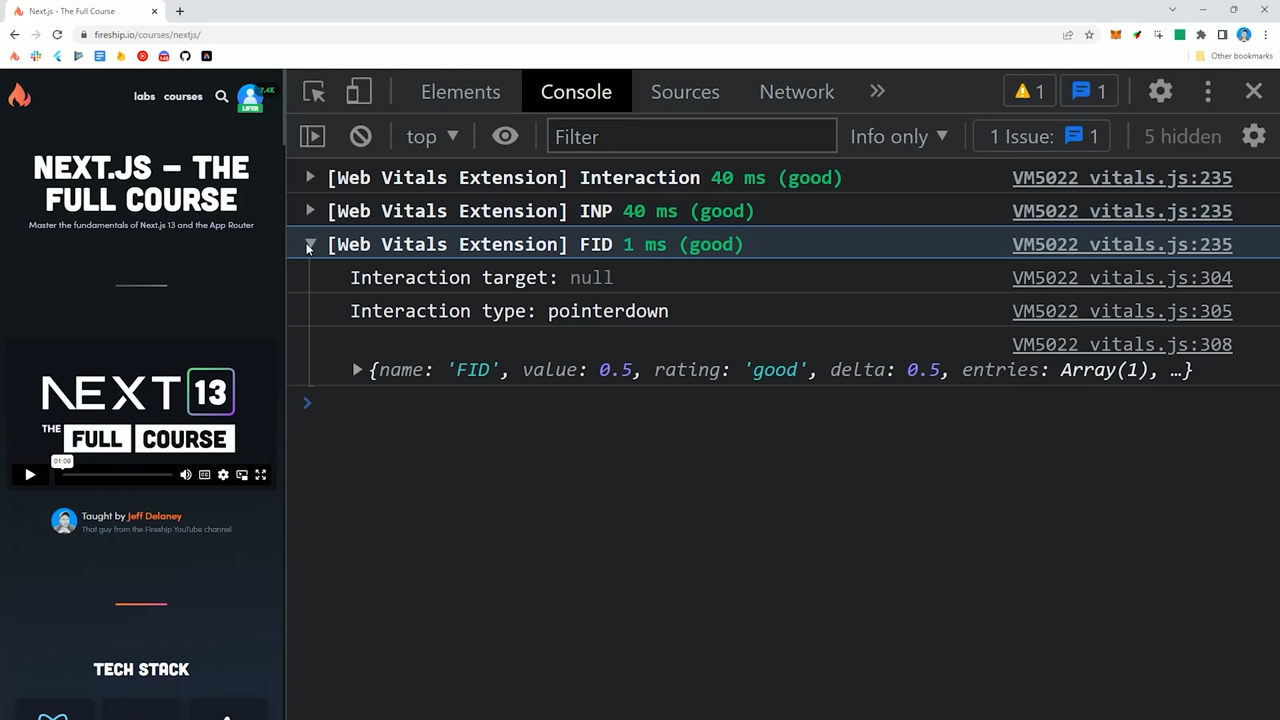 Next.js - The Full Course
fireship.io/courses/nextjs/
Other bookmarks
labs courses
7.4K
LIFER
NEXT.JS – THE
FULL COURSE
Master the fundamentals of Next.js 13 and the App Router
NEXT 13
THE FULL COURSE
01:09
CC
Taught by Jeff Delaney
That guy from the Fireship YouTube channel
TECH STACK
Elements Console Sources Network » 1 1
top Filter Info only 1 Issue: 1 5 hidden
[Web Vitals Extension] Interaction 40 ms (good) VM5022 vitals.js:235
[Web Vitals Extension] INP 40 ms (good) VM5022 vitals.js:235
[Web Vitals Extension] FID 1 ms (good) VM5022 vitals.js:235
Interaction target: null VM5022 vitals.js:304
Interaction type: pointerdown VM5022 vitals.js:305
VM5022 vitals.js:308
{name: 'FID', value: 0.5, rating: 'good', delta: 0.5, entries: Array(1), …}